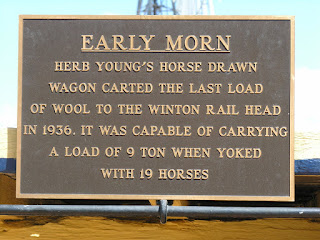 EARLY MORN
HERB YOUNG'S HORSE DRAWN
WAGON CARTED THE LAST LOAD
OF WOOL TO THE WINTON RAIL HEAD
IN 1936. IT WAS CAPABLE OF CARRYING
A LOAD OF 9 TON WHEN YOKED
WITH 19 HORSES